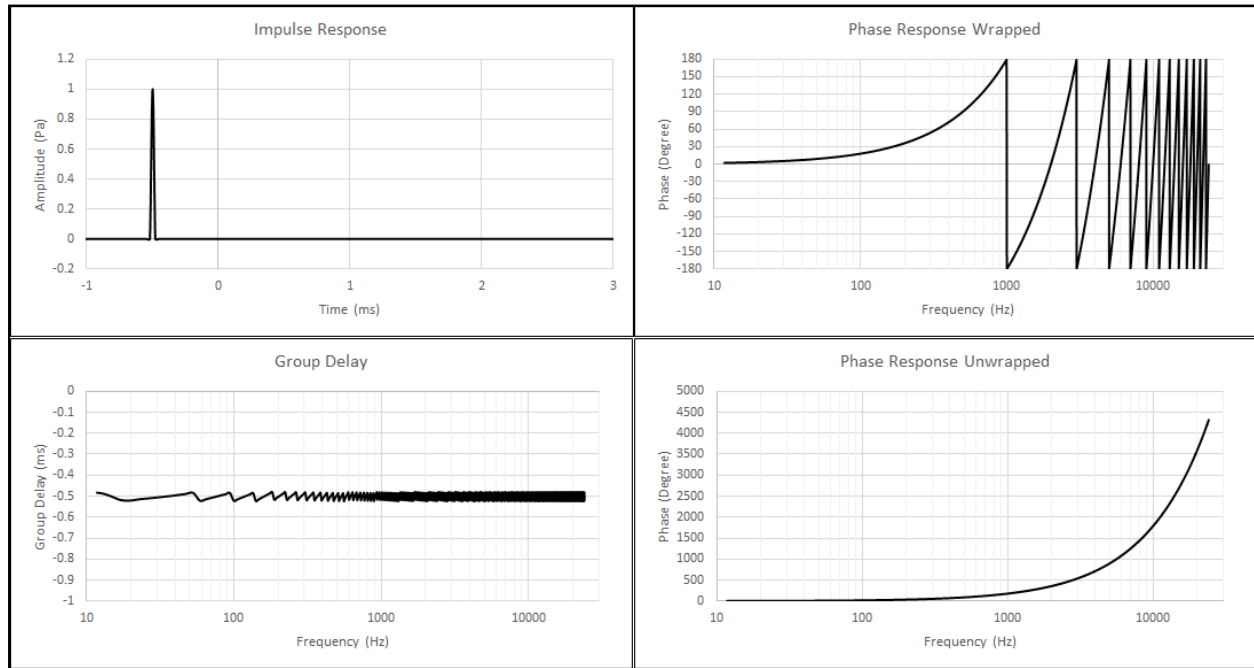 Impulse Response
Amplitude (Pa)
1.2
1
0.8
0.6
0.4
0.2
0
-0.2
-1 0 1 2 3
Time (ms)
Phase Response Wrapped
Phase (Degree)
180
150
120
90
60
30
0
-30
-60
-90
-120
-150
-180
10 100 1000 10000
Frequency (Hz)
Group Delay
Group Delay (ms)
0
-0.1
-0.2
-0.3
-0.4
-0.5
-0.6
-0.7
-0.8
-0.9
-1
10 100 1000 10000
Frequency (Hz)
Phase Response Unwrapped
Phase (Degree)
5000
4500
4000
3500
3000
2500
2000
1500
1000
500
0
10 100 1000 10000
Frequency (Hz)